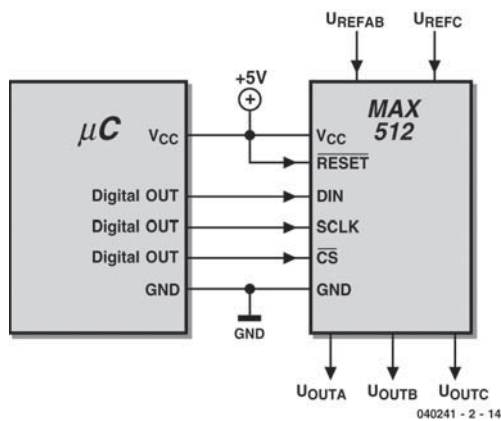 UREFAB UREFC
+5V
µC MAX
512
VCC VCC
RESET
Digital OUT DIN
Digital OUT SCLK
Digital OUT CS
GND GND
GND
UOUTA UOUTB UOUTC
040241 - 2 - 14